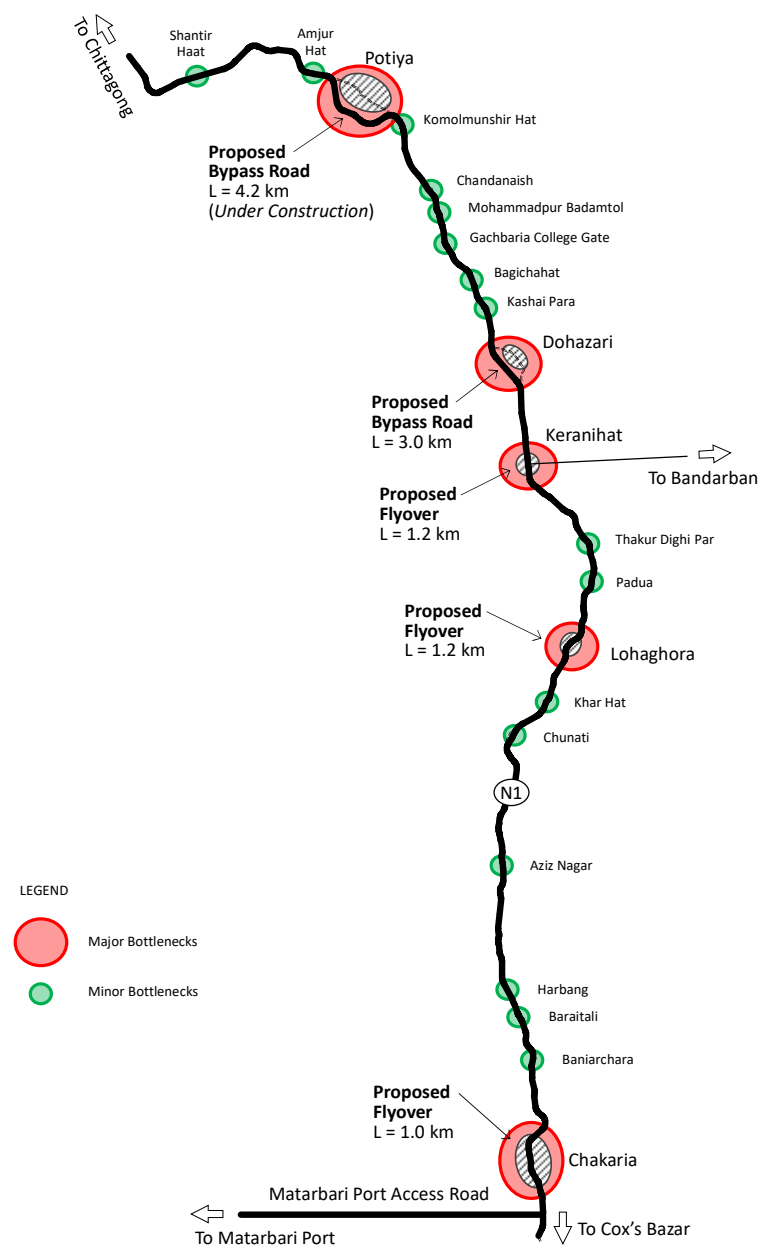 To Chittagong
Shantir
Haat
Amjur
Hat
Potiya
Komolmunshir Hat
Proposed
Bypass Road
L = 4.2 km
(Under Construction)
Chandanaish
Mohammadpur Badamtol
Gachbaria College Gate
Bagichahat
Kashai Para
Dohazari
Proposed
Bypass Road
L = 3.0 km
Keranihat
To Bandarban
Proposed
Flyover
L = 1.2 km
Thakur Dighi Par
Padua
Proposed
Flyover
L = 1.2 km
Lohaghora
Khar Hat
Chunati
N1
Aziz Nagar
LEGEND
Major Bottlenecks
Minor Bottlenecks
Harbang
Baraitali
Baniarchara
Proposed
Flyover
L = 1.0 km
Chakaria
Matarbari Port Access Road
To Matarbari Port
To Cox's Bazar